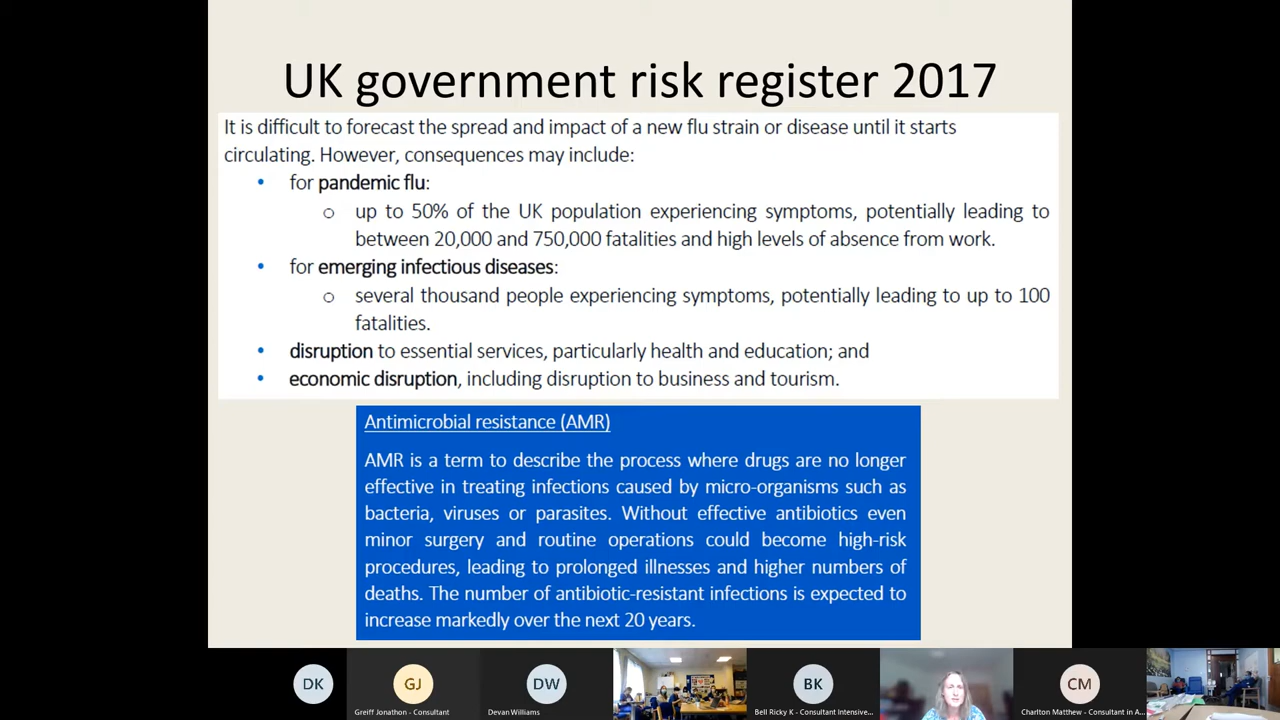 UK government risk register 2017
It is difficult to forecast the spread and impact of a new flu strain or disease until it starts
circulating. However, consequences may include:
• for pandemic flu:
o up to 50% of the UK population experiencing symptoms, potentially leading to
between 20,000 and 750,000 fatalities and high levels of absence from work.
• for emerging infectious diseases:
o several thousand people experiencing symptoms, potentially leading to up to 100
fatalities.
• disruption to essential services, particularly health and education; and
• economic disruption, including disruption to business and tourism.
Antimicrobial resistance (AMR)
AMR is a term to describe the process where drugs are no longer
effective in treating infections caused by micro-organisms such as
bacteria, viruses or parasites. Without effective antibiotics even
minor surgery and routine operations could become high-risk
procedures, leading to prolonged illnesses and higher numbers of
deaths. The number of antibiotic-resistant infections is expected to
increase markedly over the next 20 years.
DK
GJ
DW
BK
CM
Greiff Jonathon - Consultant
Devan Williams
Bell Ricky K - Consultant Intensive...
Charlton Matthew - Consultant in A...